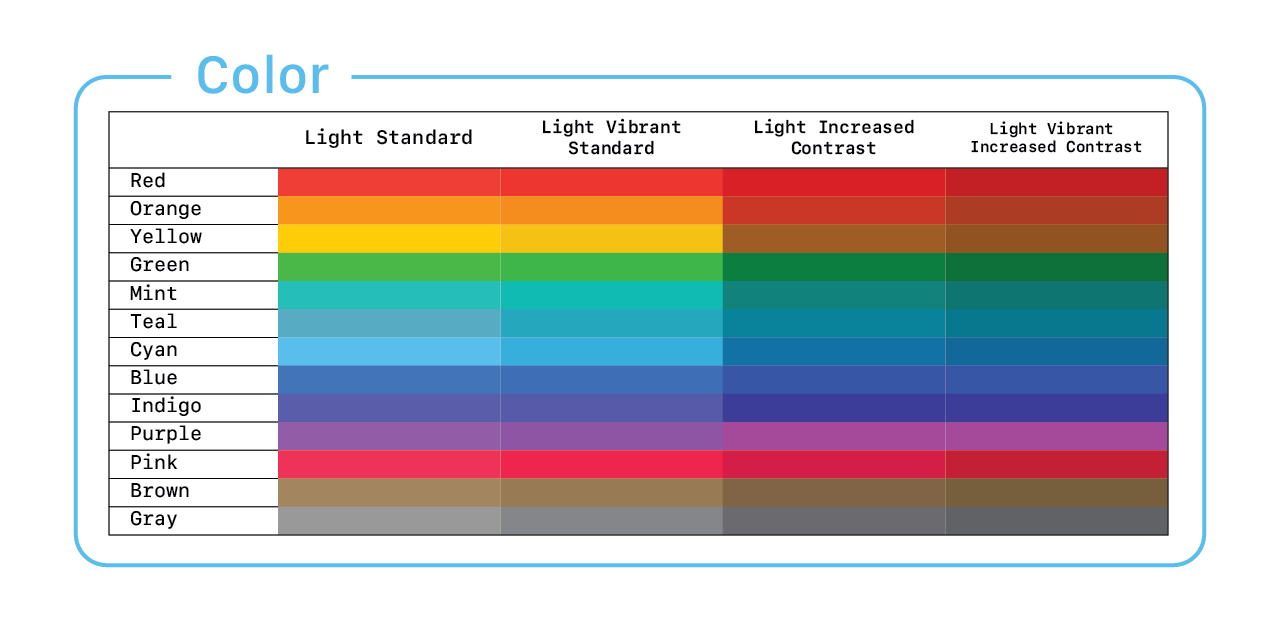 Color
Light Standard
Light Vibrant
Standard
Light Increased
Contrast
Light Vibrant
Increased Contrast
Red
Orange
Yellow
Green
Mint
Teal
Cyan
Blue
Indigo
Purple
Pink
Brown
Gray